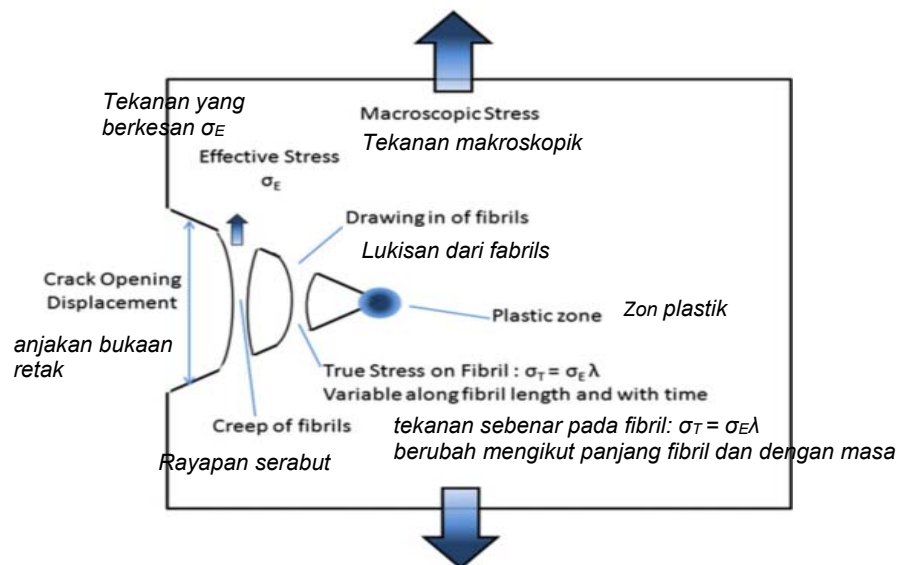 Tekanan yang
berkesan σE
Macroscopic Stress
Tekanan makroskopik
Effective Stress
σE
Drawing in of fibrils
Lukisan dari fabrils
Crack Opening
Displacement
anjakan bukaan
retak
Plastic zone
Zon plastik
True Stress on Fibril : σT = σE λ
Variable along fibril length and with time
Creep of fibrils
Rayapan serabut
tekanan sebenar pada fibril: σT = σEλ
berubah mengikut panjang fibril dan dengan masa